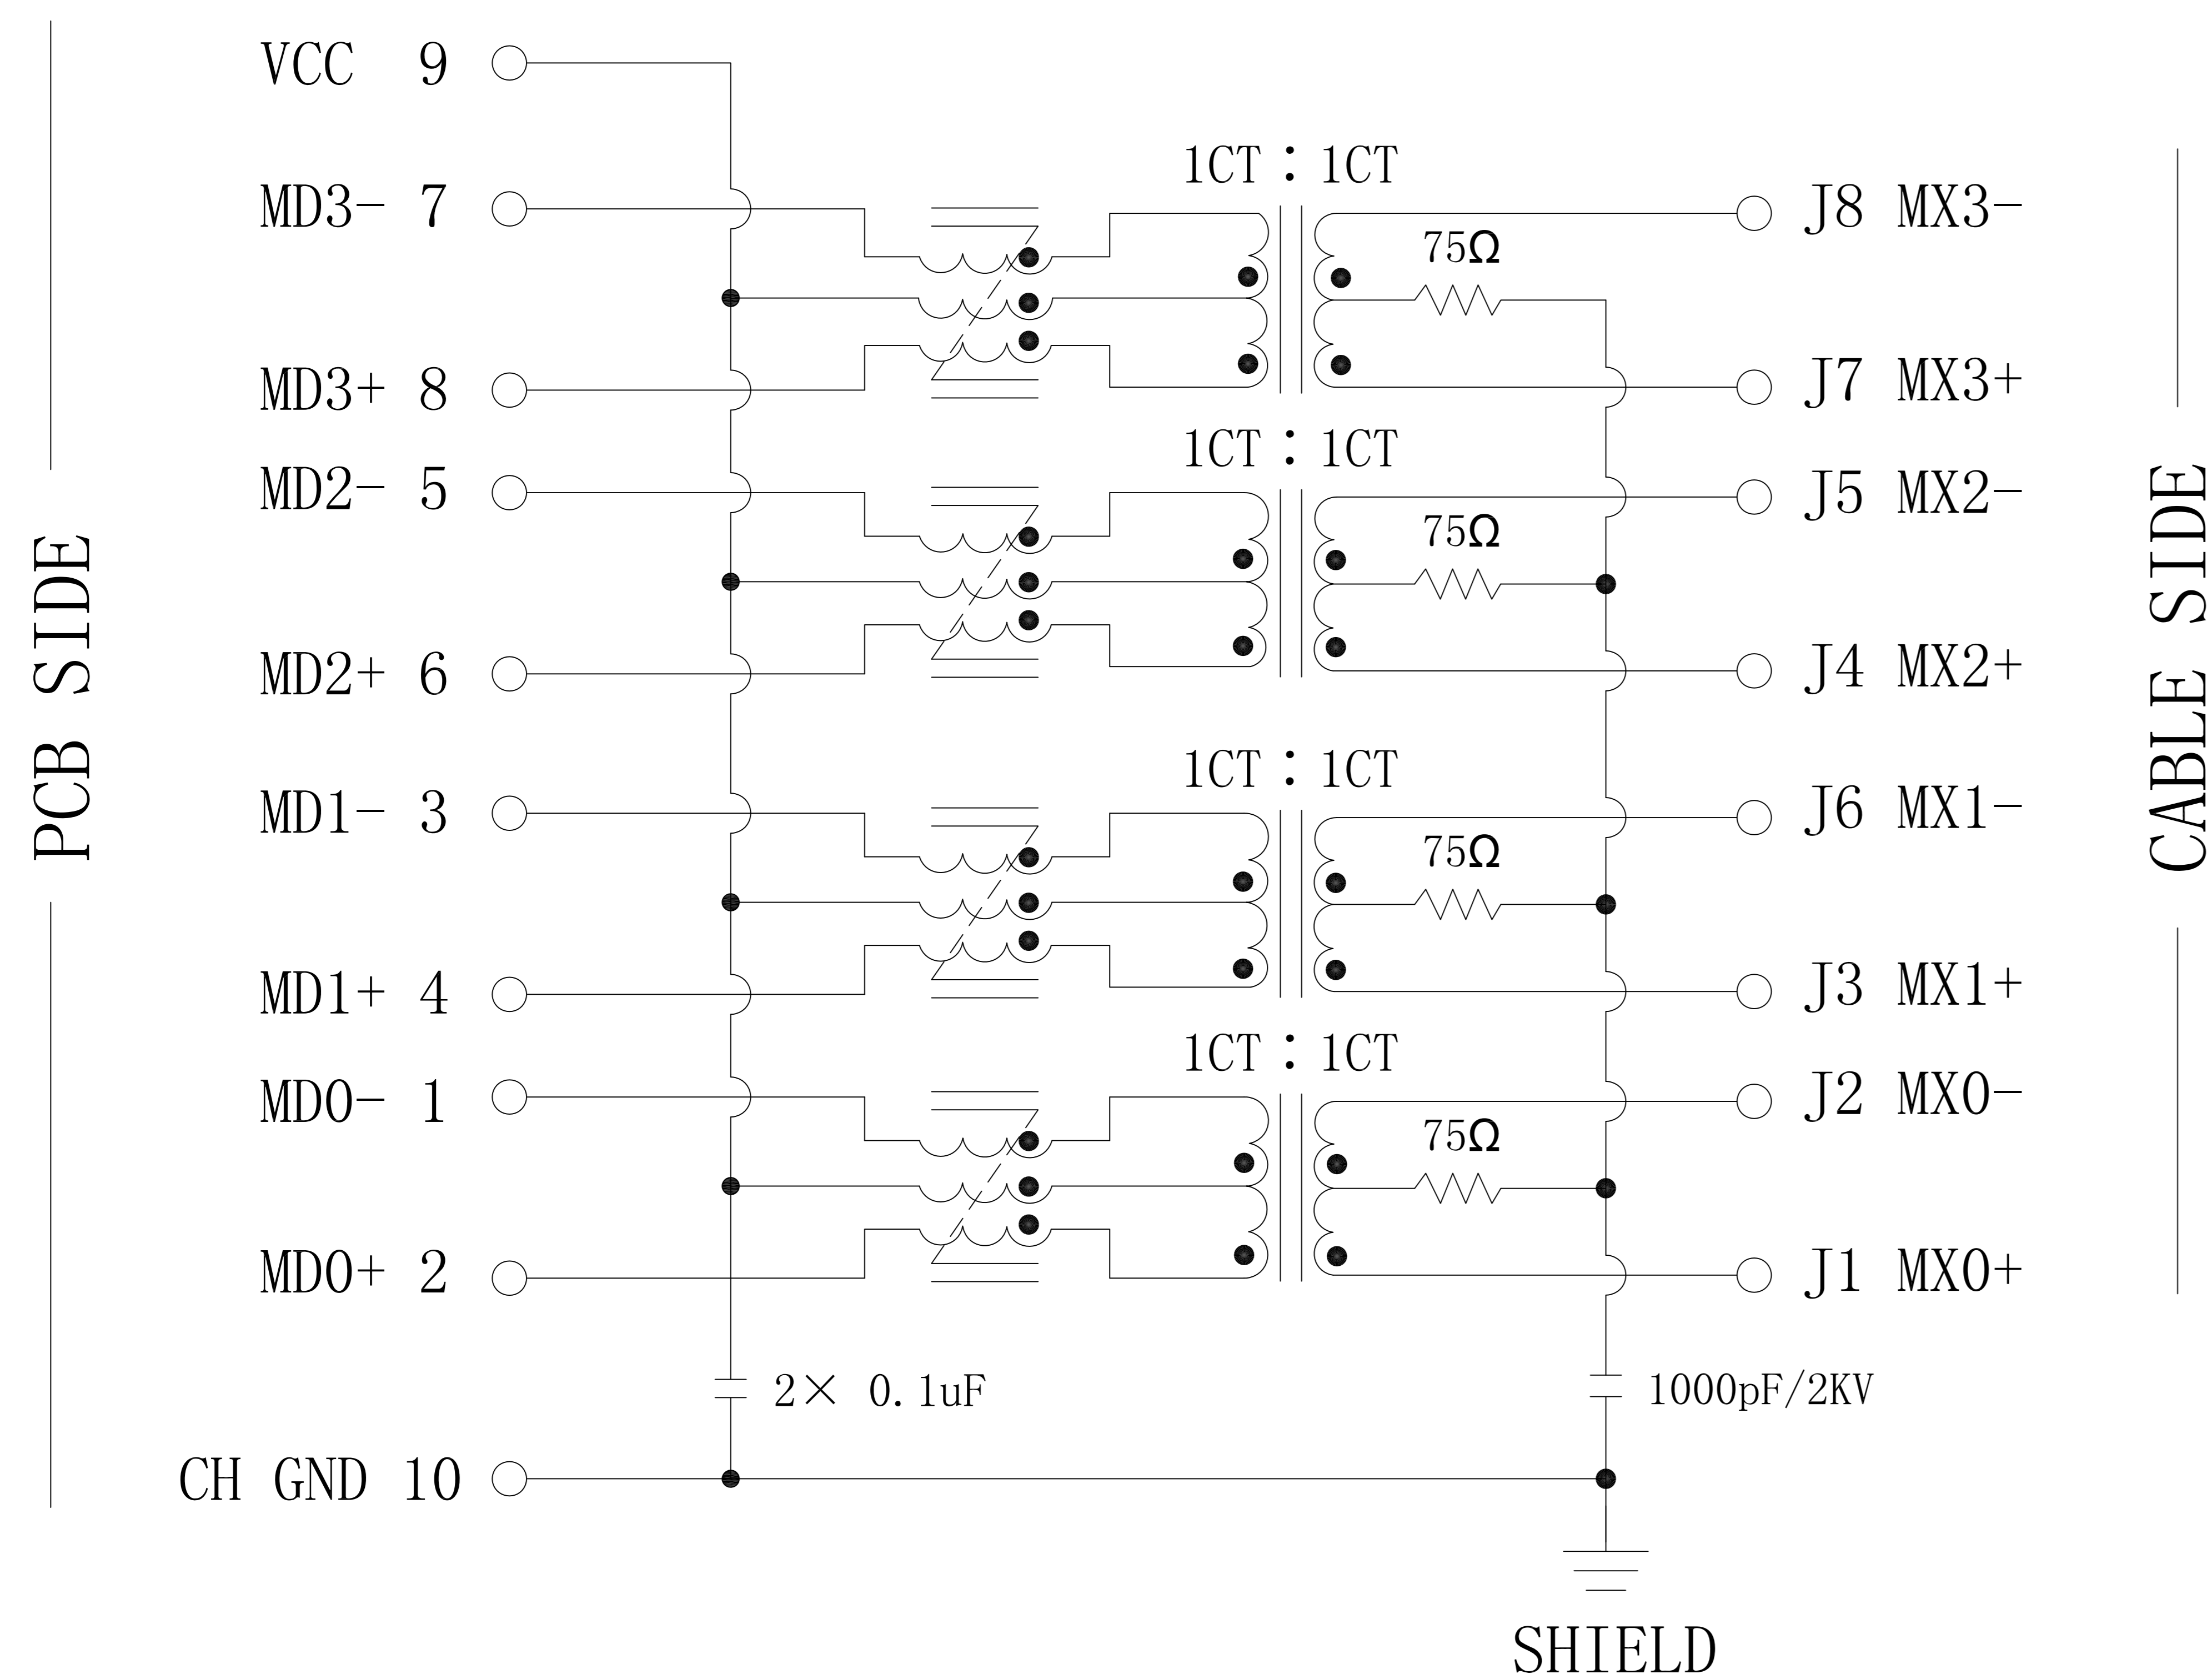 VCC 9
1CT : 1CT
MD3- 7
J8 MX3-
75Ω
MD3+ 8
J7 MX3+
1CT : 1CT
MD2- 5
J5 MX2-
75Ω
MD2+ 6
J4 MX2+
1CT : 1CT
MD1- 3
J6 MX1-
75Ω
MD1+ 4
J3 MX1+
1CT : 1CT
MD0- 1
J2 MX0-
75Ω
MD0+ 2
J1 MX0+
2× 0.1uF
1000pF/2KV
CH GND 10
SHIELD
PCB SIDE
CABLE SIDE